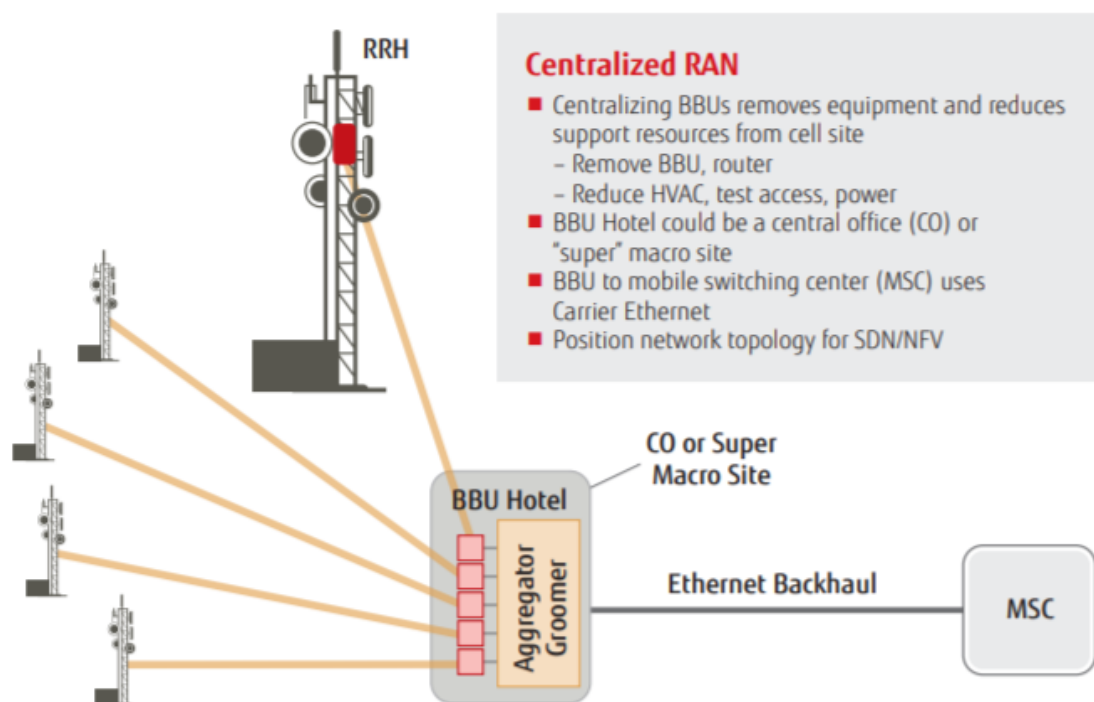 RRH
Centralized RAN
■ Centralizing BBUs removes equipment and reduces
support resources from cell site
– Remove BBU, router
– Reduce HVAC, test access, power
■ BBU Hotel could be a central office (CO) or
"super" macro site
■ BBU to mobile switching center (MSC) uses
Carrier Ethernet
■ Position network topology for SDN/NFV
CO or Super
Macro Site
BBU Hotel
Aggregator
Groomer
Ethernet Backhaul
MSC